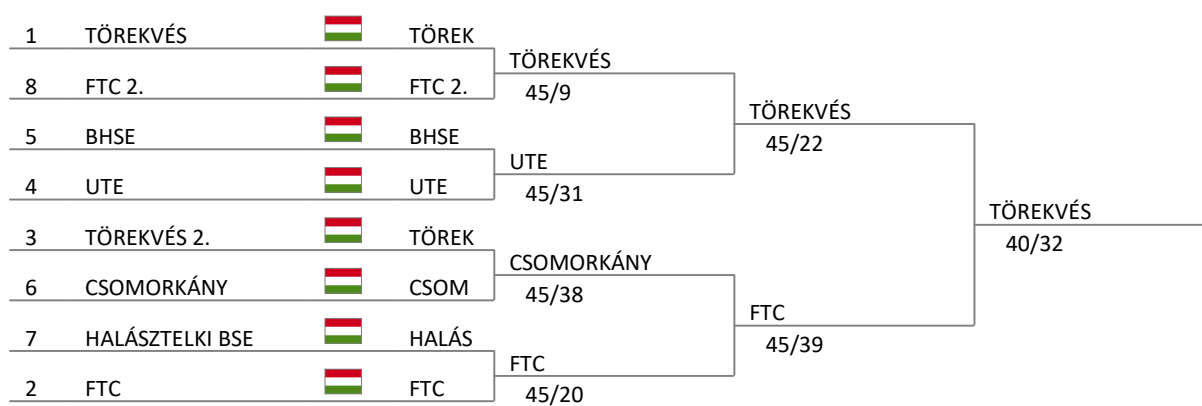 1 TÖREKVÉS TÖREK
TÖREKVÉS
8 FTC 2. FTC 2.
45/9
TÖREKVÉS
5 BHSE BHSE
45/22
UTE
4 UTE UTE
45/31
TÖREKVÉS
3 TÖREKVÉS 2. TÖREK
40/32
CSOMORKÁNY
6 CSOMORKÁNY CSOM
45/38
FTC
7 HALÁSZTELKI BSE HALÁS
45/39
FTC
2 FTC FTC
45/20